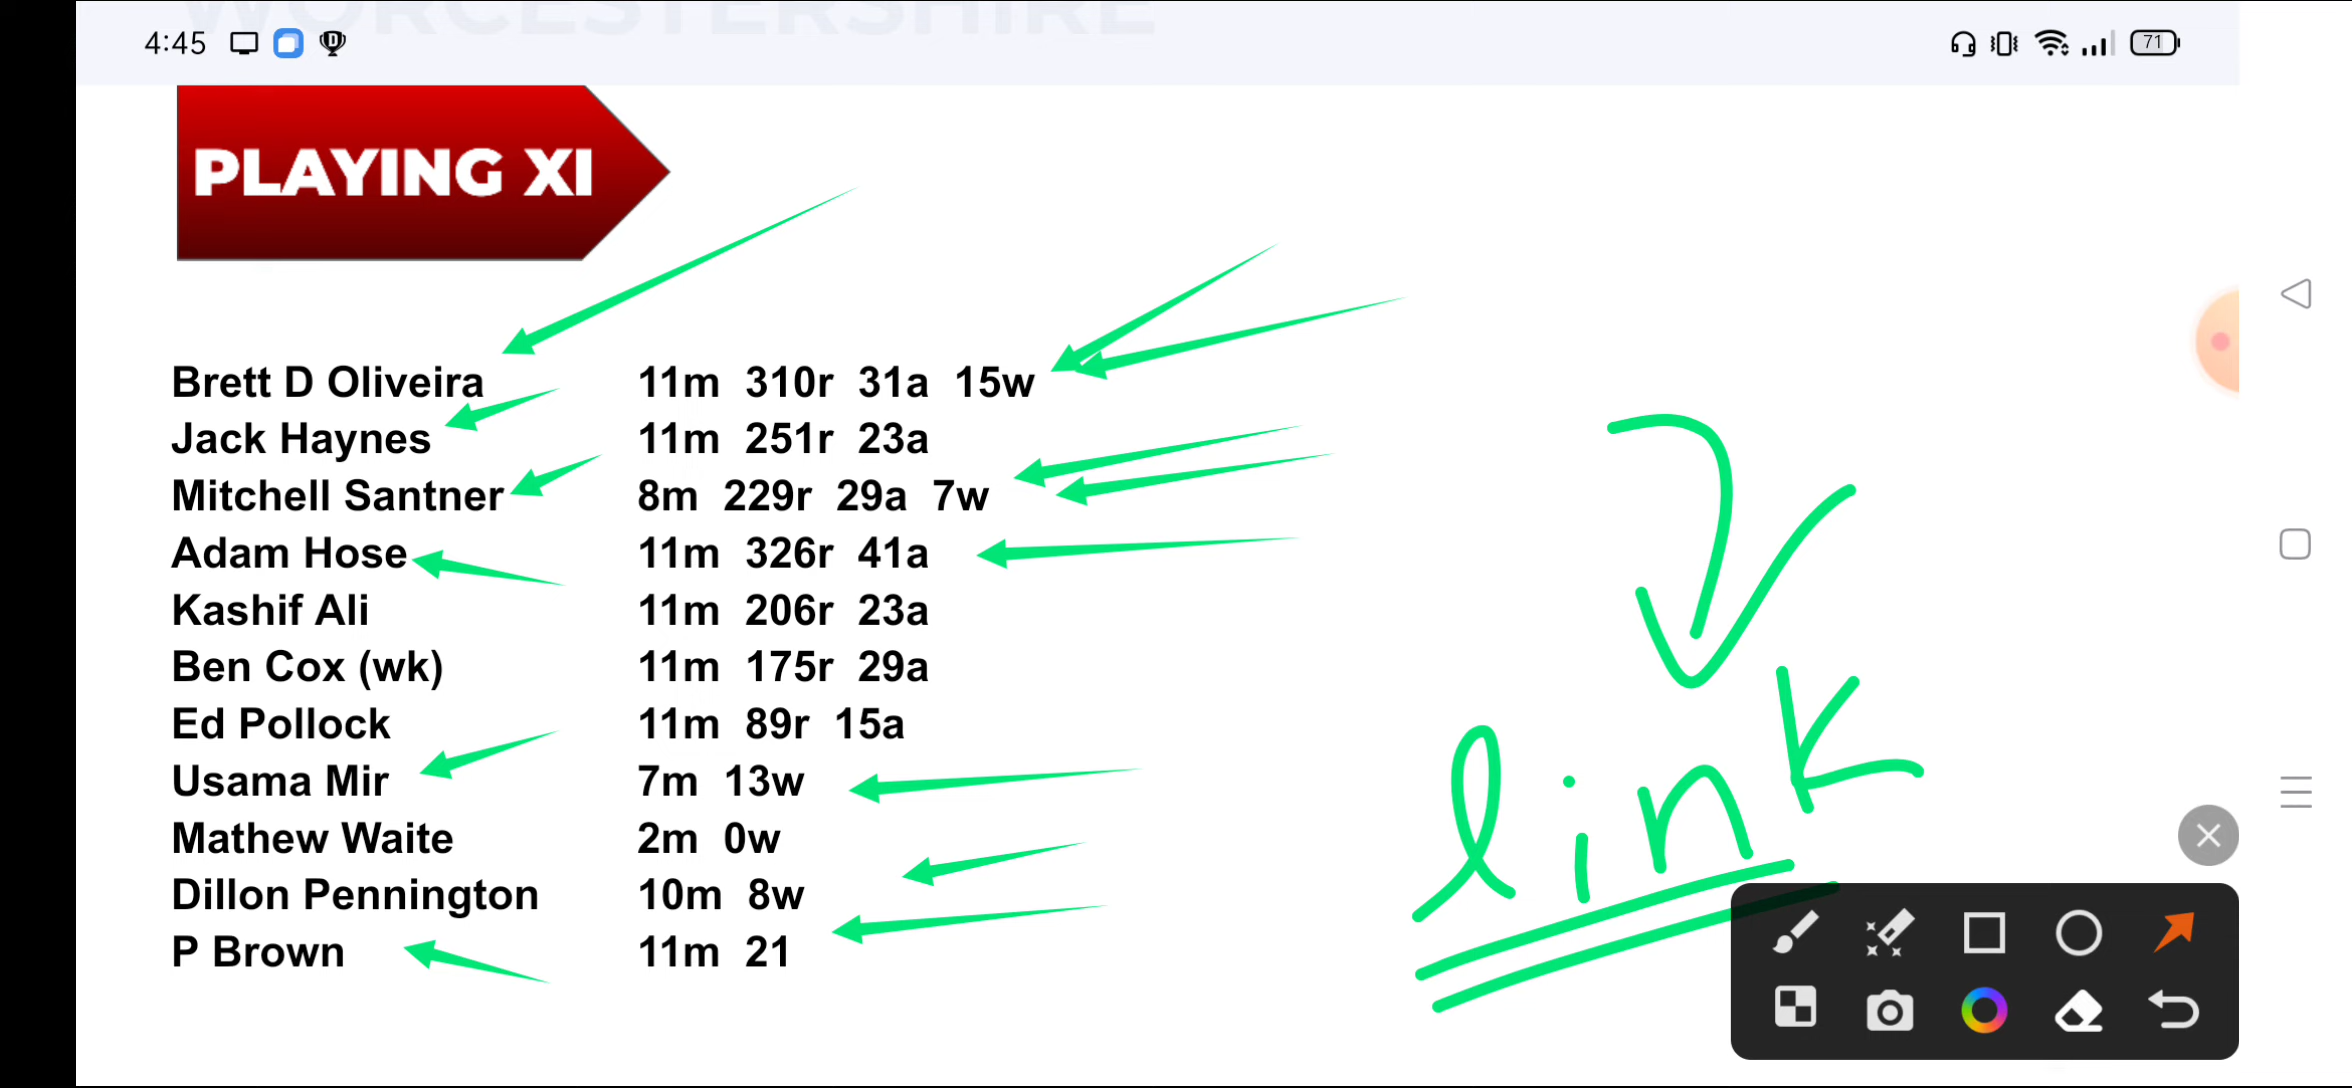 WORCESTERSHIRE
4:45
71
PLAYING XI
Brett D Oliveira 11m 310r 31a 15w
Jack Haynes 11m 251r 23a
Mitchell Santner 8m 229r 29a 7w
Adam Hose 11m 326r 41a
Kashif Ali 11m 206r 23a
Ben Cox (wk) 11m 175r 29a
Ed Pollock 11m 89r 15a
Usama Mir 7m 13w
Mathew Waite 2m 0w
Dillon Pennington 10m 8w
P Brown 11m 21
link